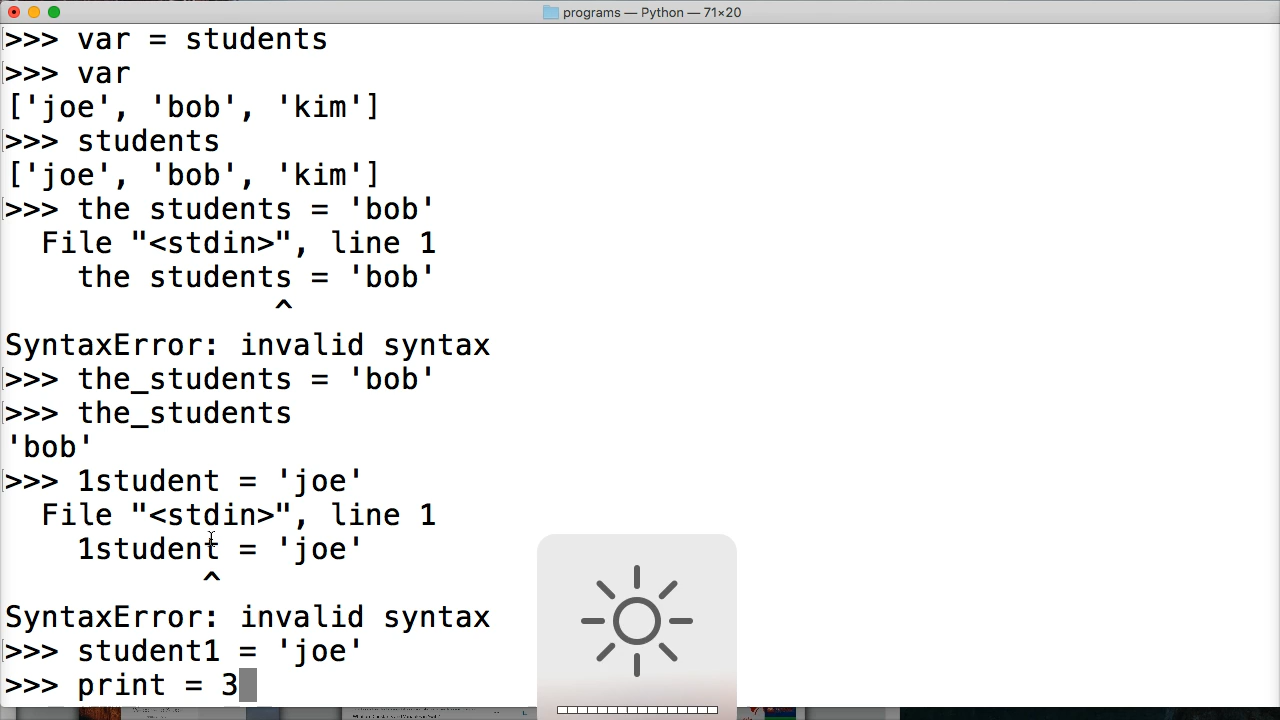 programs — Python — 71×20
>>> var = students
>>> var
['joe', 'bob', 'kim']
>>> students
['joe', 'bob', 'kim']
>>> the students = 'bob'
  File "<stdin>", line 1
    the students = 'bob'
               ^
SyntaxError: invalid syntax
>>> the_students = 'bob'
>>> the_students
'bob'
>>> 1student = 'joe'
  File "<stdin>", line 1
    1student = 'joe'
           ^
SyntaxError: invalid syntax
>>> student1 = 'joe'
>>> print = 3